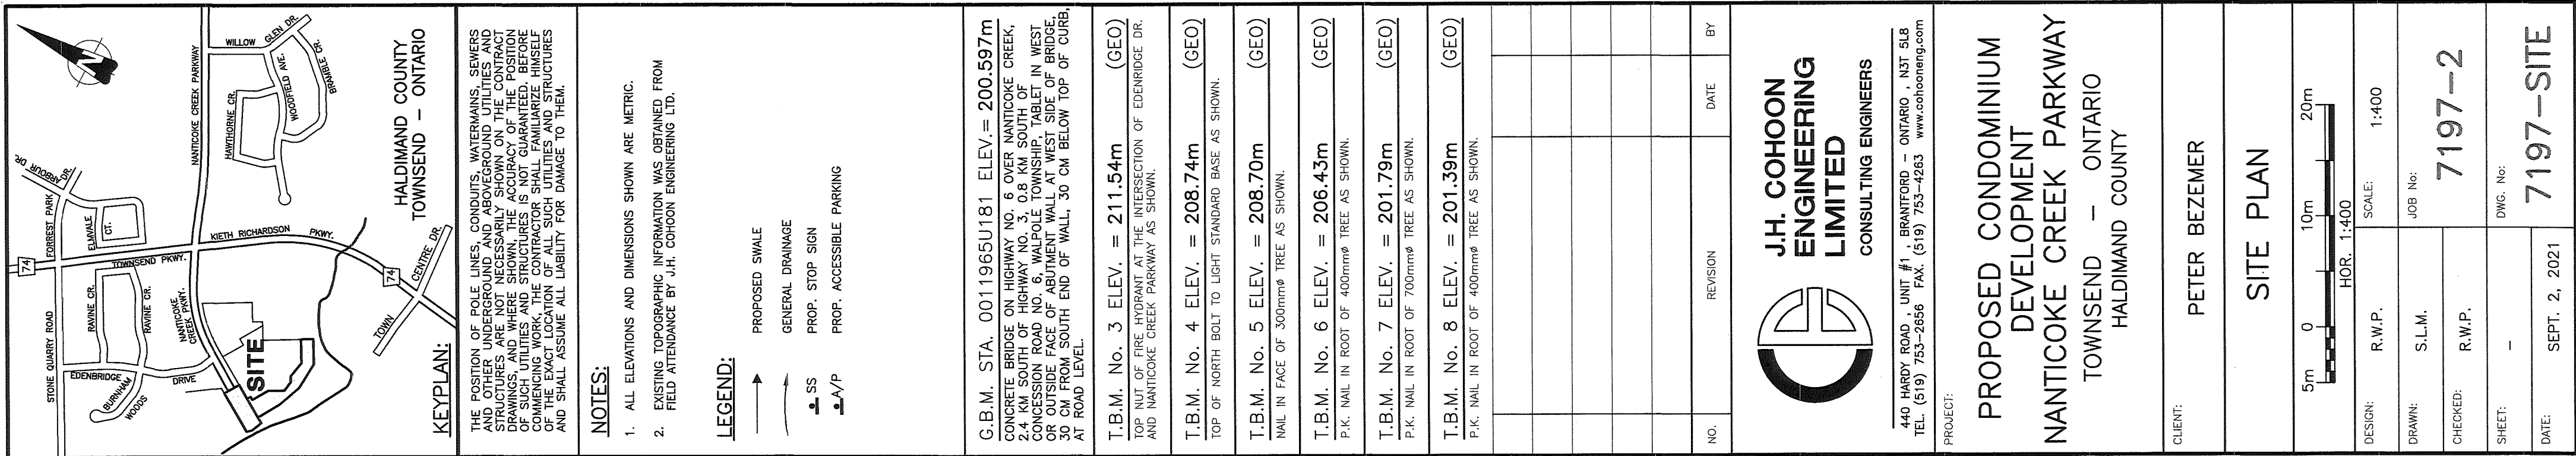 STONE QUARRY ROAD
74
FORREST PARK
ARBOUR DR.
DR.
ELMVALE
CT.
RAVINE CR.
RAVINE CR.
TOWNSEND PKWY.
EDENBRIDGE
DRIVE
BURNHAM
WOODS
NANTICOKE
CREEK PKWY.
SITE
KIETH RICHARDSON PKWY.
74
TOWN CENTRE DR.
NANTICOKE CREEK PARKWAY
HAWTHORNE CR.
WOODFIELD AVE.
WILLOW GLEN DR.
BRAMBLE CR.
N
HALDIMAND COUNTY
TOWNSEND - ONTARIO
KEYPLAN:
THE POSITION OF POLE LINES, CONDUITS, WATERMAINS, SEWERS
AND OTHER UNDERGROUND AND ABOVEGROUND UTILITIES AND
STRUCTURES ARE NOT NECESSARILY SHOWN ON THE CONTRACT
DRAWINGS, AND WHERE SHOWN, THE ACCURACY OF THE POSITION
OF SUCH UTILITIES AND STRUCTURES IS NOT GUARANTEED. BEFORE
COMMENCING WORK, THE CONTRACTOR SHALL FAMILIARIZE HIMSELF
OF THE EXACT LOCATION OF ALL SUCH UTILITIES AND STRUCTURES
AND SHALL ASSUME ALL LIABILITY FOR DAMAGE TO THEM.
NOTES:
1. ALL ELEVATIONS AND DIMENSIONS SHOWN ARE METRIC.
2. EXISTING TOPOGRAPHIC INFORMATION WAS OBTAINED FROM
FIELD ATTENDANCE BY J.H. COHOON ENGINEERING LTD.
LEGEND:
PROPOSED SWALE
GENERAL DRAINAGE
SS PROP. STOP SIGN
A/P PROP. ACCESSIBLE PARKING
G.B.M. STA. 0011965U181 ELEV.= 200.597m
CONCRETE BRIDGE ON HIGHWAY NO. 6 OVER NANTICOKE CREEK,
2.4 KM SOUTH OF HIGHWAY NO. 3, 0.8 KM SOUTH OF
CONCESSION ROAD NO. 6, WALPOLE TOWNSHIP, TABLET IN WEST
OR OUTSIDE FACE OF ABUTMENT WALL AT WEST SIDE OF BRIDGE,
30 CM FROM SOUTH END OF WALL, 30 CM BELOW TOP OF CURB,
AT ROAD LEVEL.
T.B.M. No. 3 ELEV. = 211.54m (GEO)
TOP NUT OF FIRE HYDRANT AT THE INTERSECTION OF EDENRIDGE DR.
AND NANTICOKE CREEK PARKWAY AS SHOWN.
T.B.M. No. 4 ELEV. = 208.74m (GEO)
TOP OF NORTH BOLT TO LIGHT STANDARD BASE AS SHOWN.
T.B.M. No. 5 ELEV. = 208.70m (GEO)
NAIL IN FACE OF 300mmø TREE AS SHOWN.
T.B.M. No. 6 ELEV. = 206.43m (GEO)
P.K. NAIL IN ROOT OF 400mmø TREE AS SHOWN.
T.B.M. No. 7 ELEV. = 201.79m (GEO)
P.K. NAIL IN ROOT OF 700mmø TREE AS SHOWN.
T.B.M. No. 8 ELEV. = 201.39m (GEO)
P.K. NAIL IN ROOT OF 400mmø TREE AS SHOWN.
NO. REVISION DATE BY
J.H. COHOON
ENGINEERING
LIMITED
CONSULTING ENGINEERS
440 HARDY ROAD , UNIT #1 , BRANTFORD - ONTARIO , N3T 5L8
TEL. (519) 753-2656 FAX. (519) 753-4263 www.cohooneng.com
PROJECT:
PROPOSED CONDOMINIUM
DEVELOPMENT
NANTICOKE CREEK PARKWAY
TOWNSEND - ONTARIO
HALDIMAND COUNTY
CLIENT:
PETER BEZEMER
SITE PLAN
5m 0 10m 20m
HOR. 1:400
DESIGN: R.W.P. SCALE: 1:400
DRAWN: S.L.M. JOB No:
7197-2
CHECKED: R.W.P.
SHEET: - DWG. No:
7197-SITE
DATE: SEPT. 2, 2021